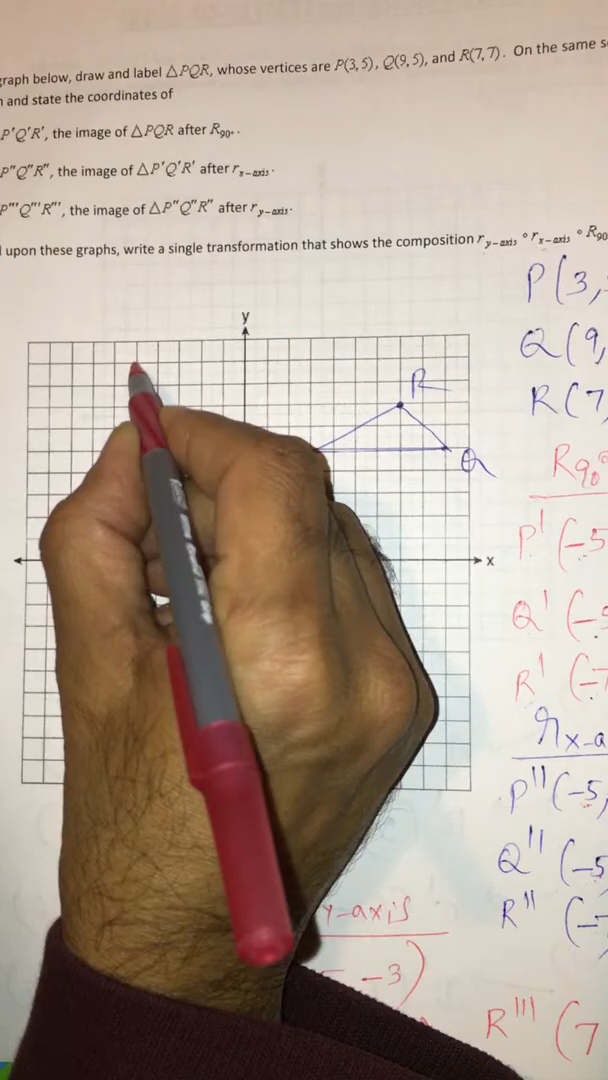 graph below, draw and label △PQR, whose vertices are P(3,5), Q(9,5), and R(7,7). On the same s
and state the coordinates of
P'Q'R', the image of △PQR after R90°.
P"Q"R", the image of △P'Q'R' after rx-axis.
P'''Q'''R''', the image of △P"Q"R" after ry-axis.
upon these graphs, write a single transformation that shows the composition ry-axis ∘ rx-axis ∘ R90
P(3,
y
Q(9,
R
R(7,
Q
R90°
x
P'(-5
Q'(-5
R'(-7
rx-a
P''(-5,
Q''(-5
R''(-7
y-axis
-3)
R'''(7